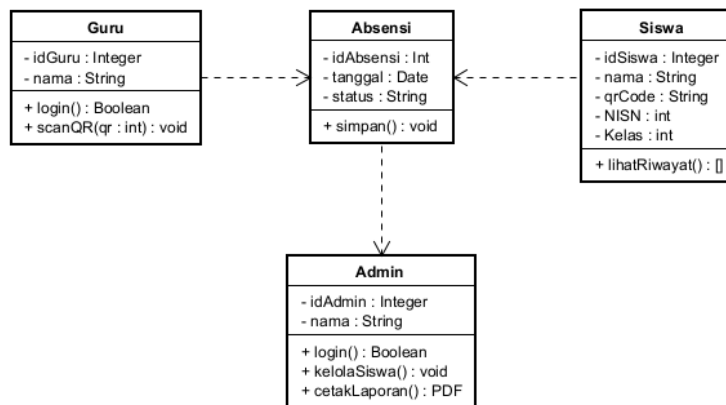 Guru
- idGuru : Integer
- nama : String
+ login() : Boolean
+ scanQR(qr : int) : void
Absensi
- idAbsensi : Int
- tanggal : Date
- status : String
+ simpan() : void
Siswa
- idSiswa : Integer
- nama : String
- qrCode : String
- NISN : int
- Kelas : int
+ lihatRiwayat() : []
Admin
- idAdmin : Integer
- nama : String
+ login() : Boolean
+ kelolaSiswa() : void
+ cetakLaporan() : PDF